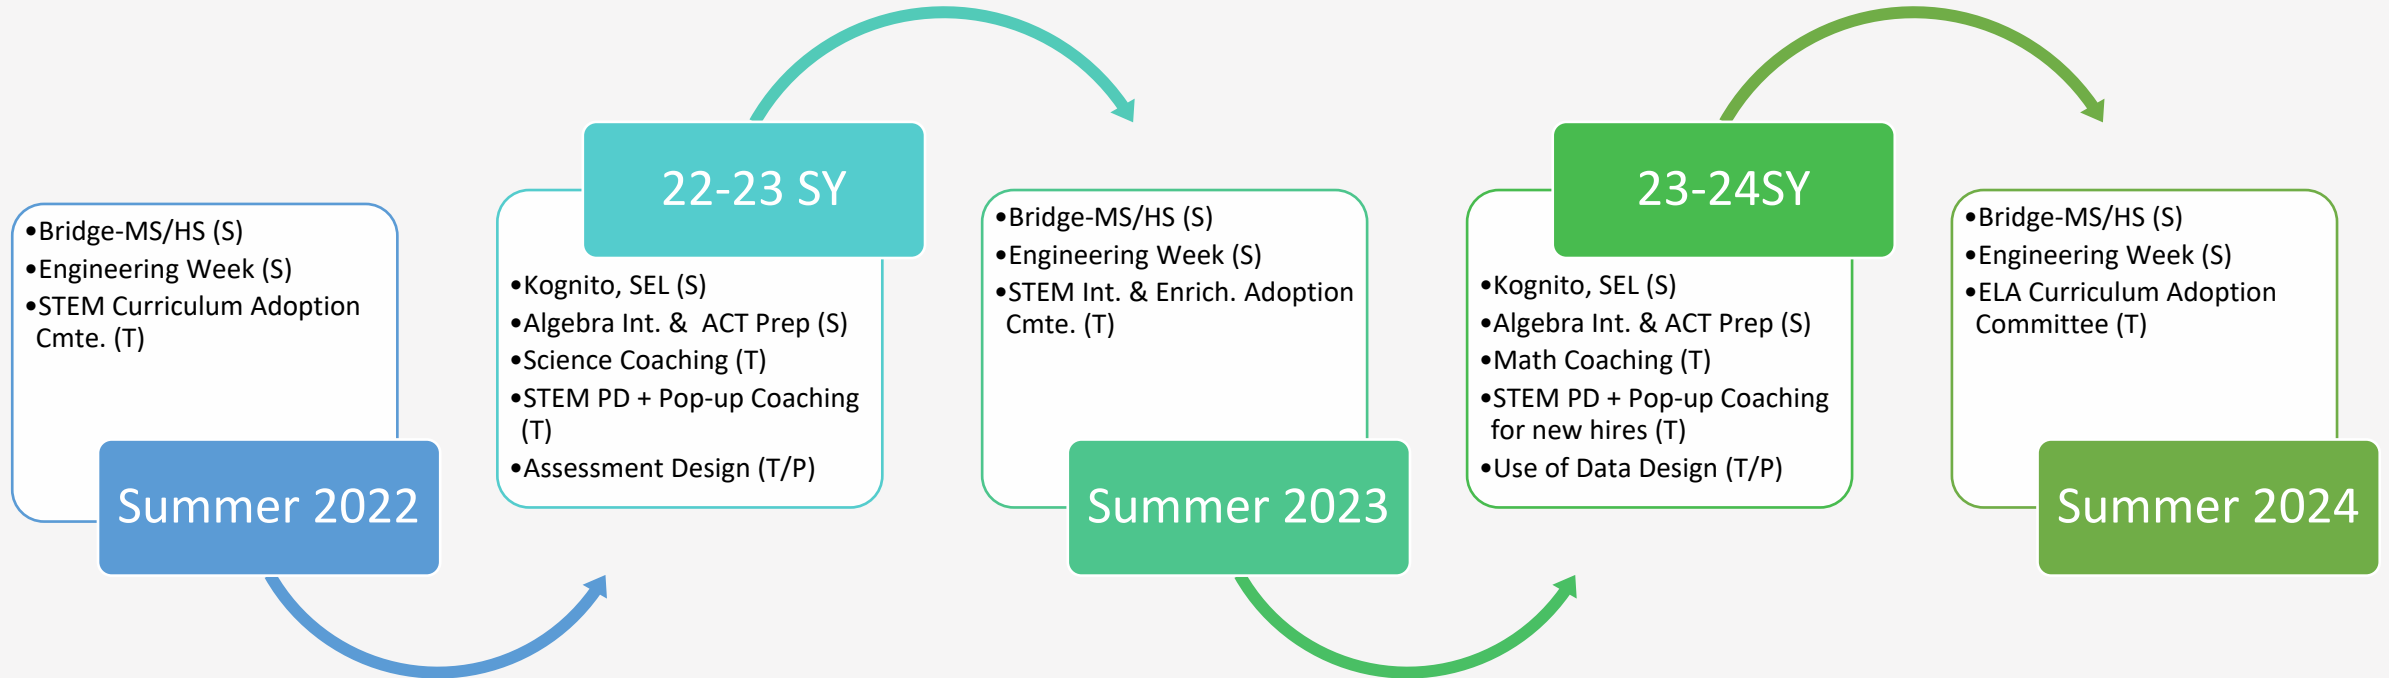 •Bridge-MS/HS (S)
•Engineering Week (S)
•STEM Curriculum Adoption
Cmte. (T)
Summer 2022
22-23 SY
•Kognito, SEL (S)
•Algebra Int. &  ACT Prep (S)
•Science Coaching (T)
•STEM PD + Pop-up Coaching
(T)
•Assessment Design (T/P)
•Bridge-MS/HS (S)
•Engineering Week (S)
•STEM Int. & Enrich. Adoption
Cmte. (T)
Summer 2023
23-24SY
•Kognito, SEL (S)
•Algebra Int. & ACT Prep (S)
•Math Coaching (T)
•STEM PD + Pop-up Coaching
for new hires (T)
•Use of Data Design (T/P)
•Bridge-MS/HS (S)
•Engineering Week (S)
•ELA Curriculum Adoption
Committee (T)
Summer 2024